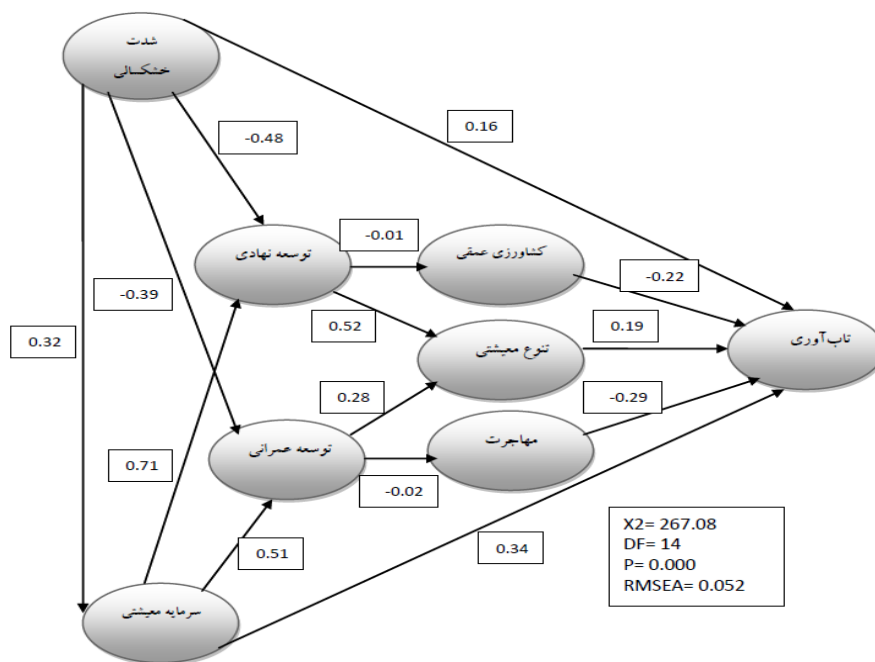 شدت
خشکسالی
0.16
-0.48
توسعه نهادی
-0.01
کشاورزی عمقی
-0.22
-0.39
0.32
0.52
تنوع معیشتی
0.19
تاب‌آوری
0.28
-0.29
توسعه عمرانی
مهاجرت
0.71
-0.02
0.51
0.34
سرمایه معیشتی
X2= 267.08
DF= 14
P= 0.000
RMSEA= 0.052